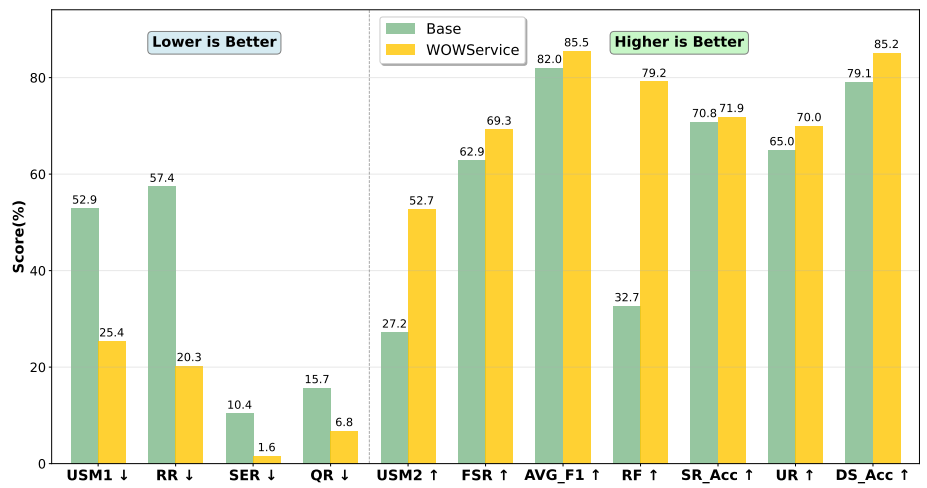 Lower is Better
Base
WOWService
Higher is Better
Score(%)
80
60
40
20
0
52.9
25.4
57.4
20.3
10.4
1.6
15.7
6.8
27.2
52.7
62.9
69.3
82.0
85.5
32.7
79.2
70.8
71.9
65.0
70.0
79.1
85.2
USM1 ↓
RR ↓
SER ↓
QR ↓
USM2 ↑
FSR ↑
AVG_F1 ↑
RF ↑
SR_Acc ↑
UR ↑
DS_Acc ↑